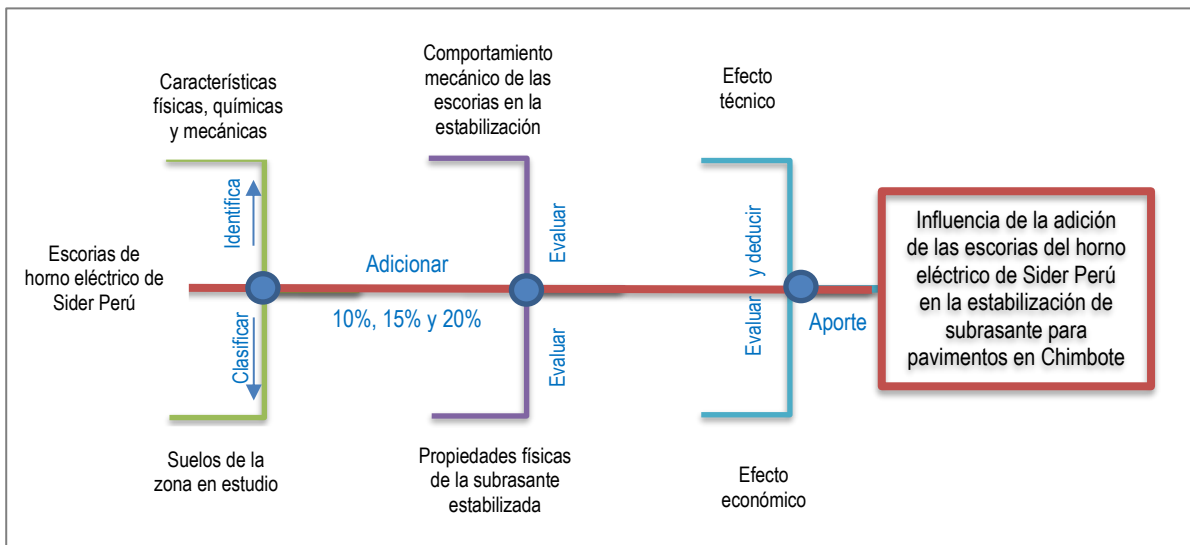 Características
físicas, químicas
y mecánicas
Comportamiento
mecánico de las
escorias en la
estabilización
Efecto
técnico
Identifica
Evaluar
Evaluar y deducir
Escorias de
horno eléctrico de
Sider Perú
Adicionar
10%, 15% y 20%
Aporte
Influencia de la adición
de las escorias del horno
eléctrico de Sider Perú
en la estabilización de
subrasante para
pavimentos en Chimbote
Clasificar
Evaluar
Suelos de la
zona en estudio
Propiedades físicas
de la subrasante
estabilizada
Efecto
económico